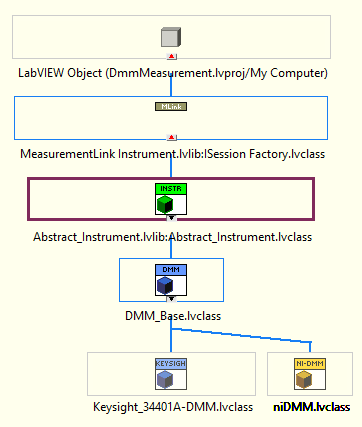 LabVIEW Object (DmmMeasurement.lvproj/My Computer)
MLink
MeasurementLink Instrument.lvlib:ISession Factory.lvclass
INSTR
Abstract_Instrument.lvlib:Abstract_Instrument.lvclass
DMM
DMM_Base.lvclass
KEYSIGH
NI-DMM
Keysight_34401A-DMM.lvclass
niDMM.lvclass